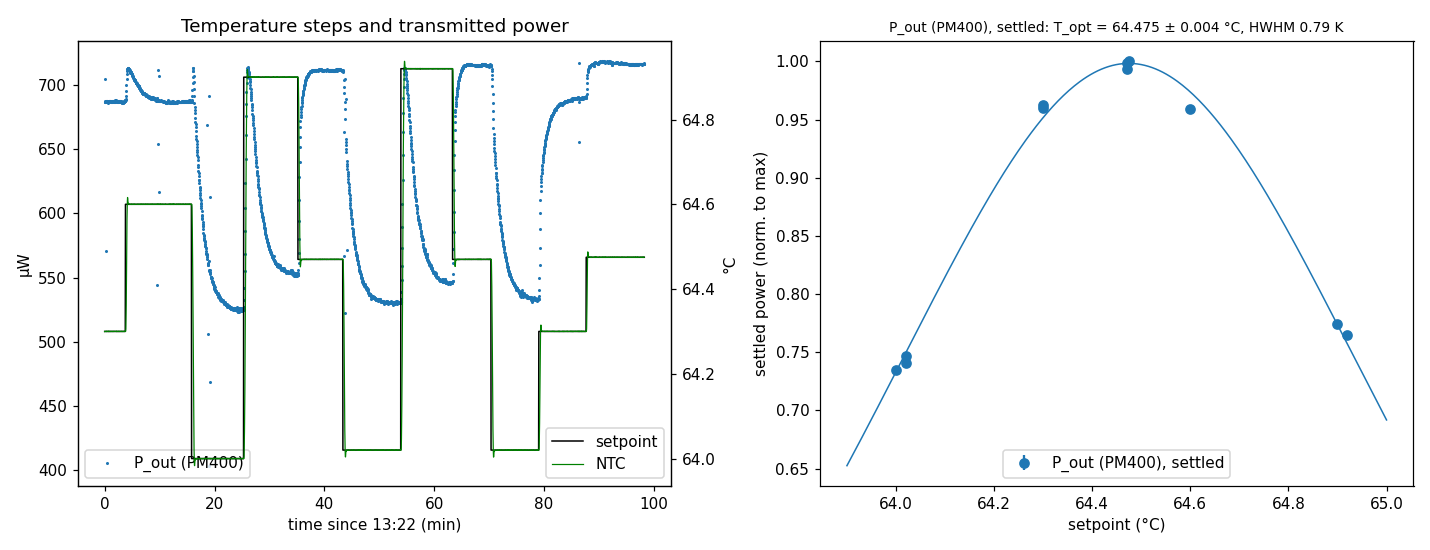 Temperature steps and transmitted power
µW
700
650
600
550
500
450
400
64.8
64.6
64.4
64.2
64.0
°C
P_out (PM400)
setpoint
NTC
0 20 40 60 80 100
time since 13:22 (min)
P_out (PM400), settled: T_opt = 64.475 ± 0.004 °C, HWHM 0.79 K
settled power (norm. to max)
1.00
0.95
0.90
0.85
0.80
0.75
0.70
0.65
P_out (PM400), settled
64.0 64.2 64.4 64.6 64.8 65.0
setpoint (°C)